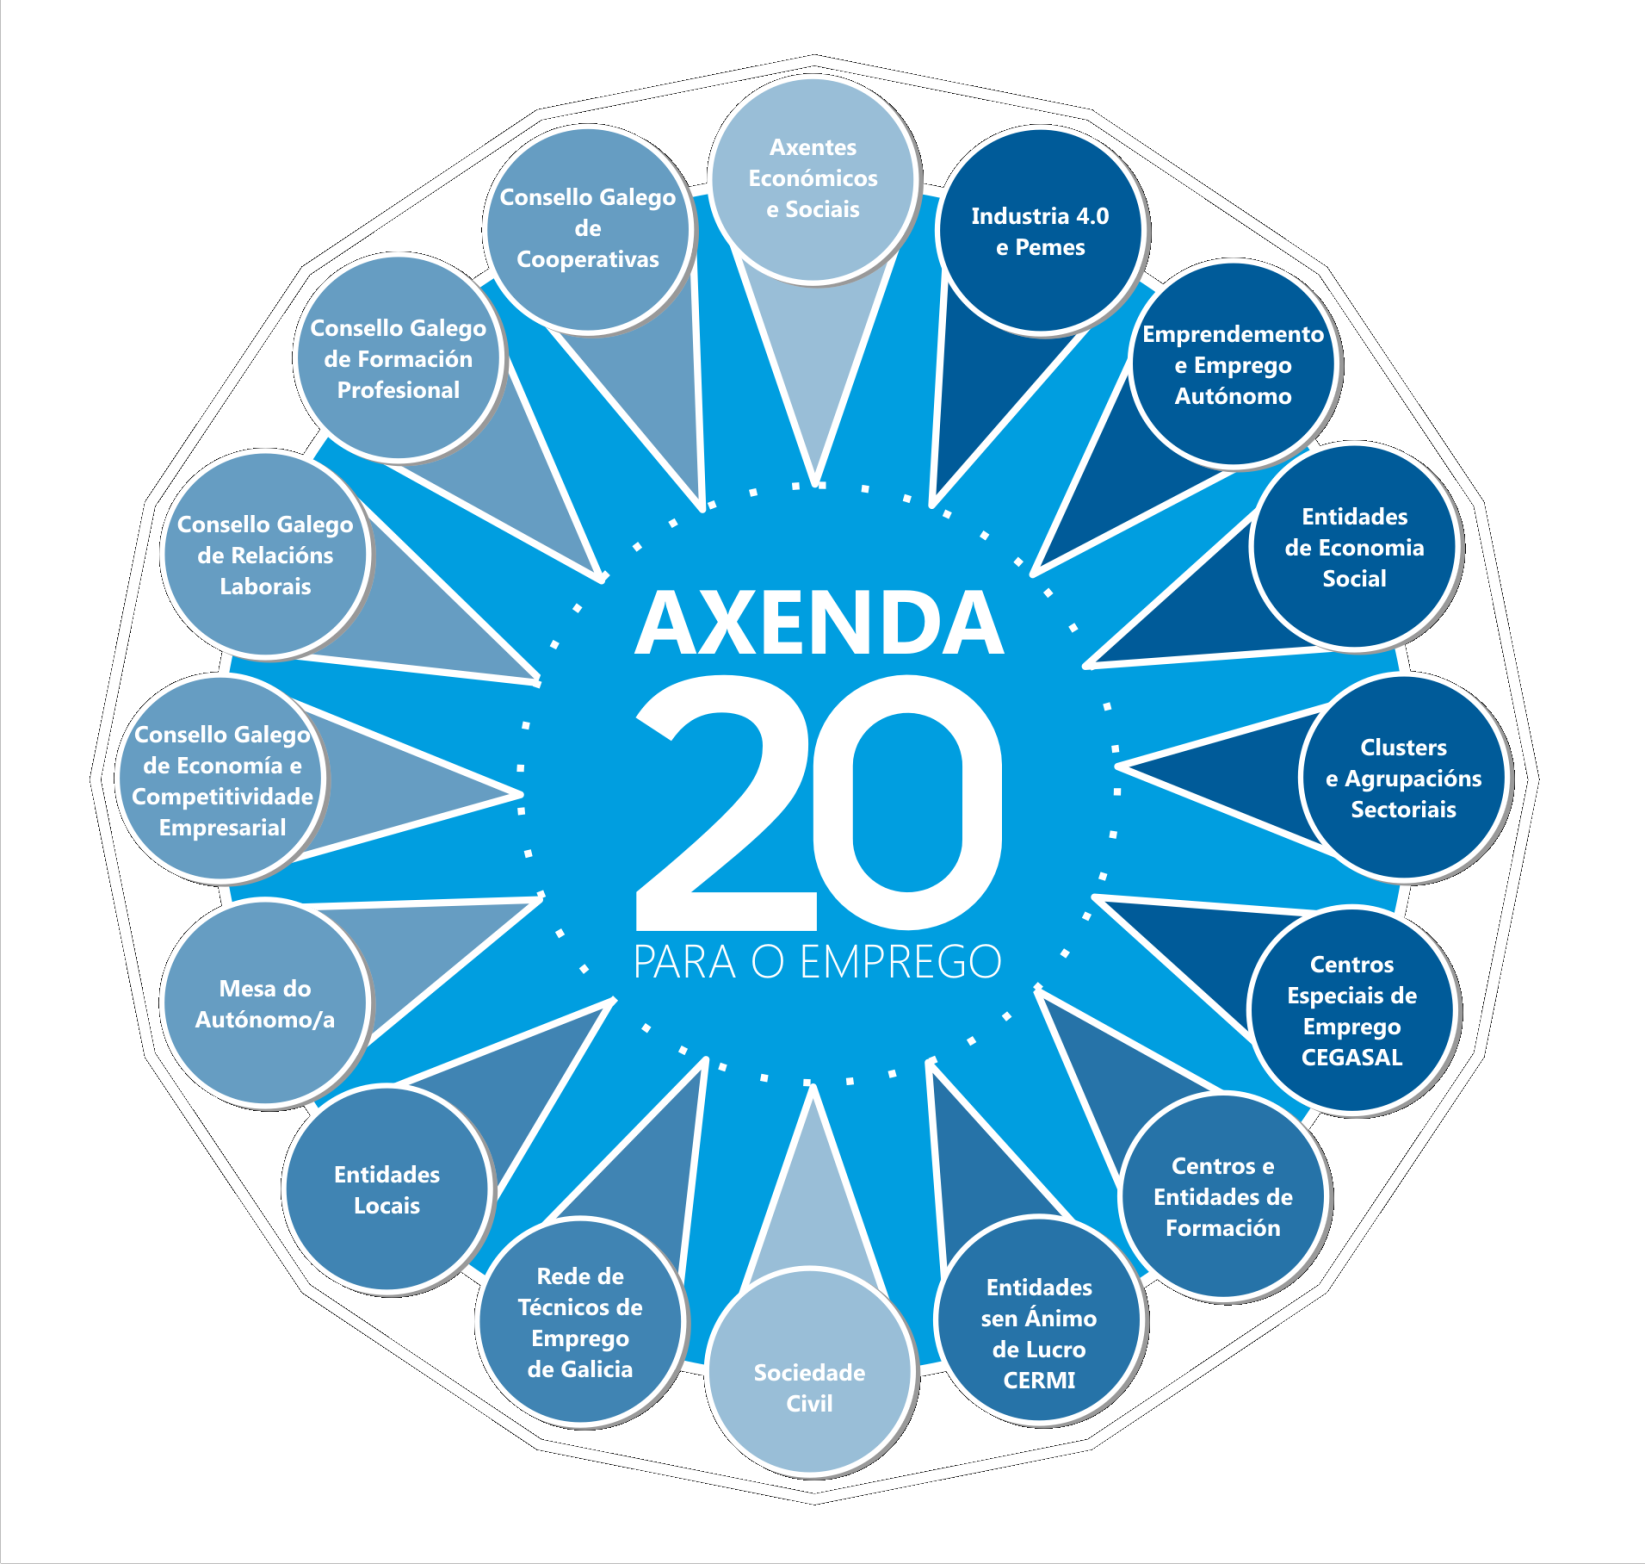 Axentes
Económicos
e Sociais
Industria 4.0
e Pemes
Emprendemento
e Emprego
Autónomo
Entidades
de Economia
Social
Clusters
e Agrupacións
Sectoriais
Centros
Especiais de
Emprego
CEGASAL
Centros e
Entidades de
Formación
Entidades
sen Ánimo
de Lucro
CERMI
Sociedade
Civil
Rede de
Técnicos de
Emprego
de Galicia
Entidades
Locais
Mesa do
Autónomo/a
Consello Galego
de Economía e
Competitividade
Empresarial
Consello Galego
de Relacións
Laborais
Consello Galego
de Formación
Profesional
Consello Galego
de
Cooperativas
AXENDA
20
PARA O EMPREGO